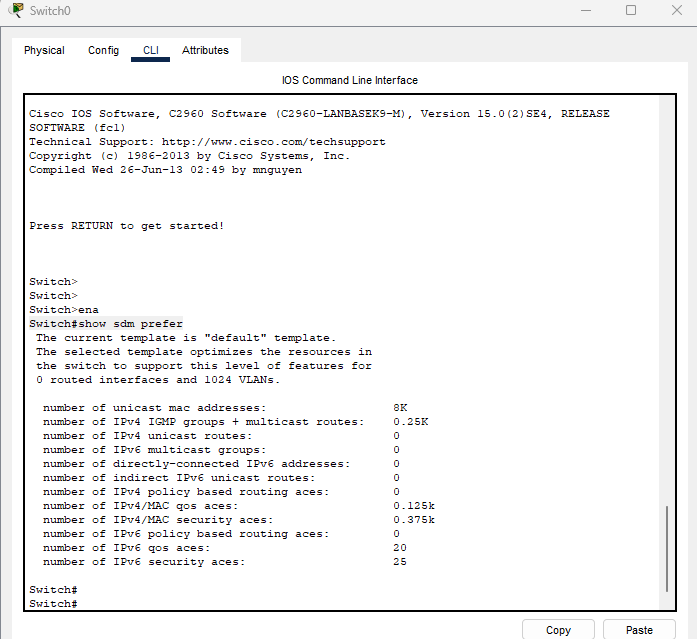 Switch0
Physical Config CLI Attributes
IOS Command Line Interface
Cisco IOS Software, C2960 Software (C2960-LANBASEK9-M), Version 15.0(2)SE4, RELEASE
SOFTWARE (fc1)
Technical Support: http://www.cisco.com/techsupport
Copyright (c) 1986-2013 by Cisco Systems, Inc.
Compiled Wed 26-Jun-13 02:49 by mnguyen
Press RETURN to get started!
Switch>
Switch>
Switch>ena
Switch#show sdm prefer
The current template is "default" template.
The selected template optimizes the resources in
the switch to support this level of features for
0 routed interfaces and 1024 VLANs.
number of unicast mac addresses: 8K
number of IPv4 IGMP groups + multicast routes: 0.25K
number of IPv4 unicast routes: 0
number of IPv6 multicast groups: 0
number of directly-connected IPv6 addresses: 0
number of indirect IPv6 unicast routes: 0
number of IPv4 policy based routing aces: 0
number of IPv4/MAC qos aces: 0.125k
number of IPv4/MAC security aces: 0.375k
number of IPv6 policy based routing aces: 0
number of IPv6 qos aces: 20
number of IPv6 security aces: 25
Switch#
Switch#
Copy Paste